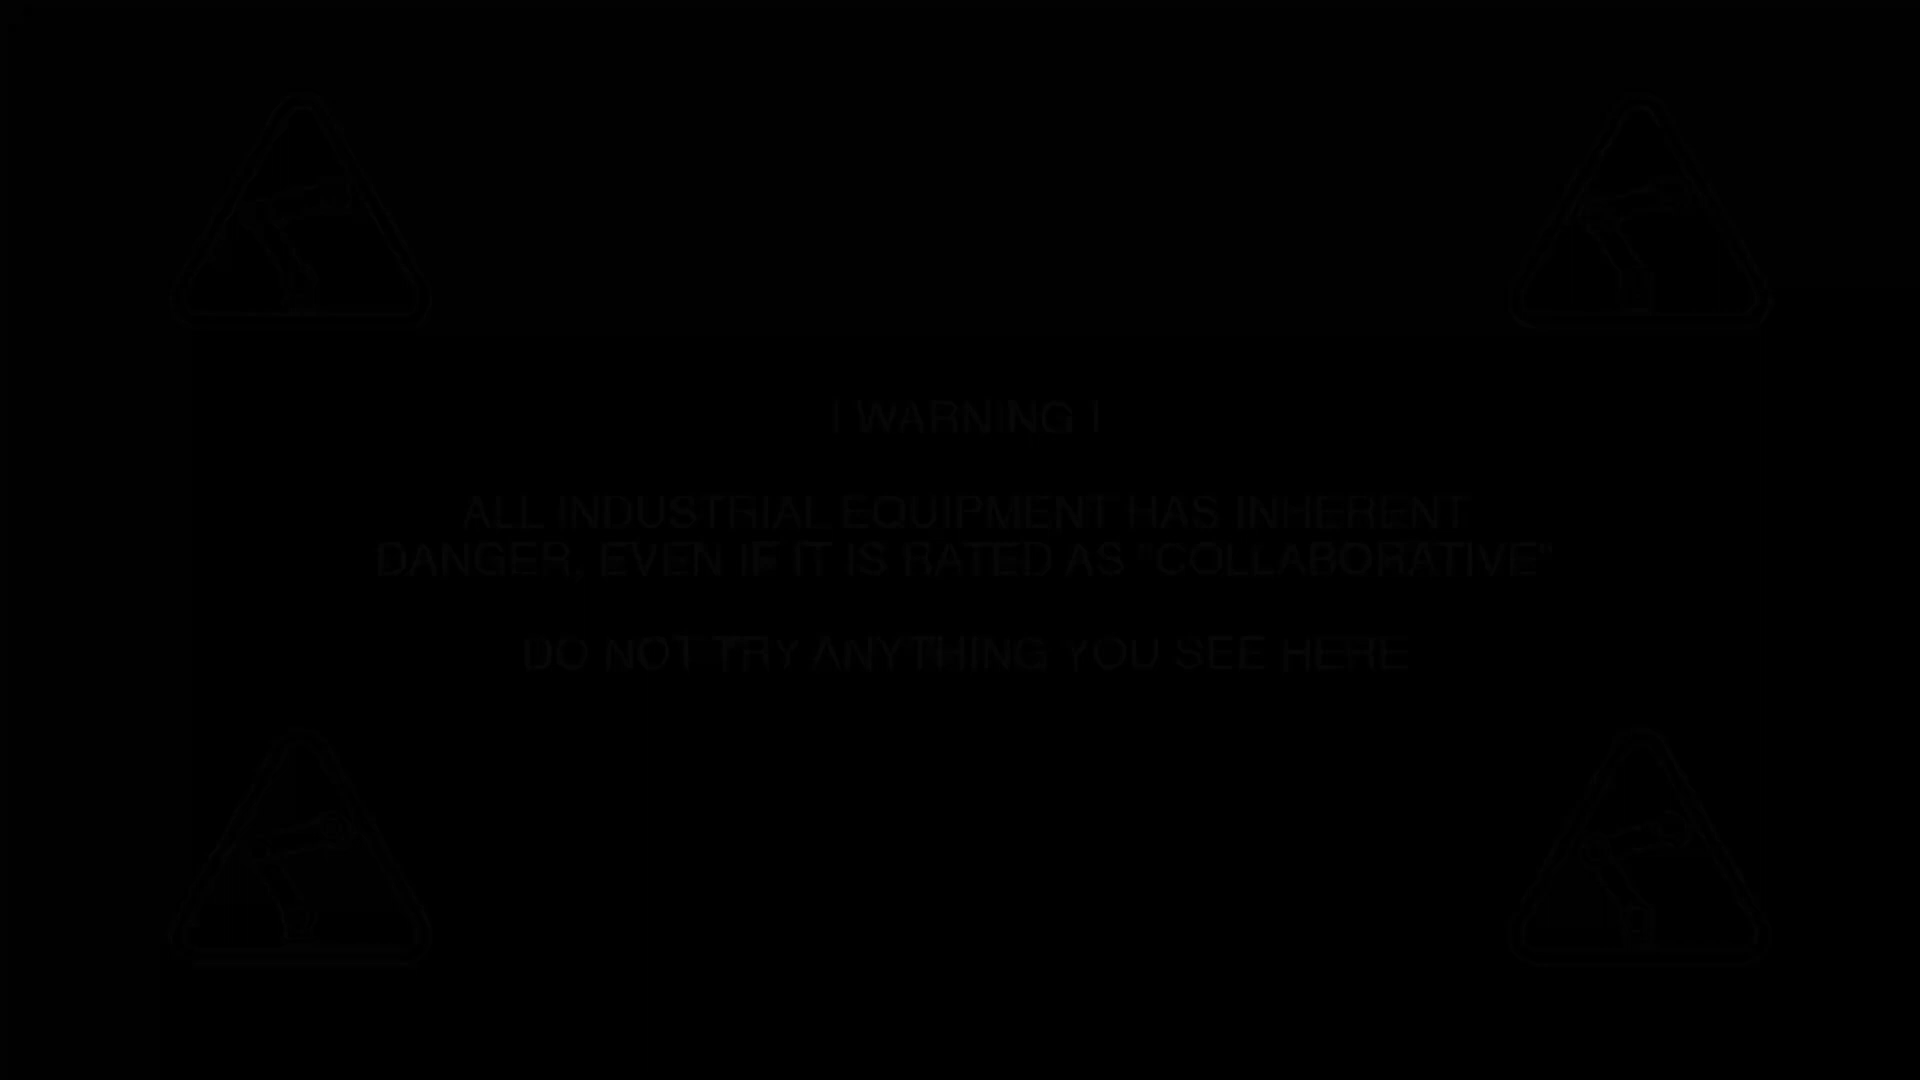 ! WARNING !
ALL INDUSTRIAL EQUIPMENT HAS INHERENT
DANGER, EVEN IF IT IS RATED AS "COLLABORATIVE"
DO NOT TRY ANYTHING YOU SEE HERE